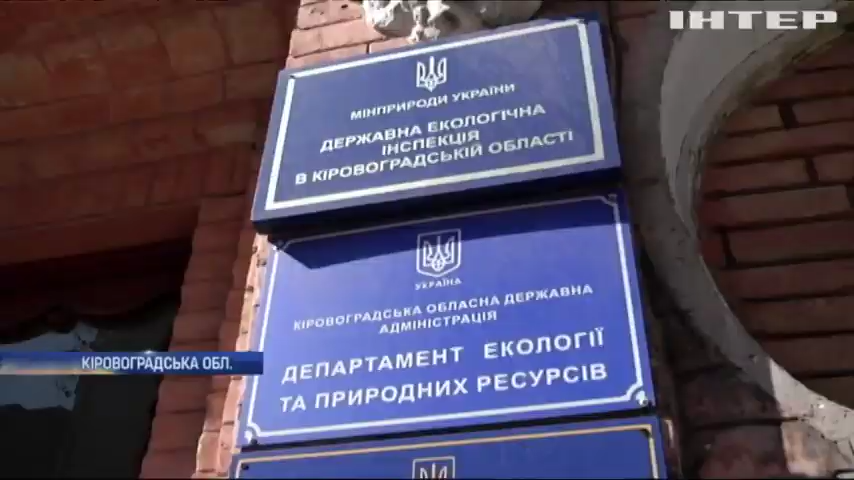 ІНТЕР
МІНПРИРОДИ УКРАЇНИ
ДЕРЖАВНА ЕКОЛОГІЧНА
ІНСПЕКЦІЯ
В КІРОВОГРАДСЬКІЙ ОБЛАСТІ
УКРАЇНА
КІРОВОГРАДСЬКА ОБЛАСНА ДЕРЖАВНА
АДМІНІСТРАЦІЯ
ДЕПАРТАМЕНТ ЕКОЛОГІЇ
ТА ПРИРОДНИХ РЕСУРСІВ
КІРОВОГРАДСЬКА ОБЛ.